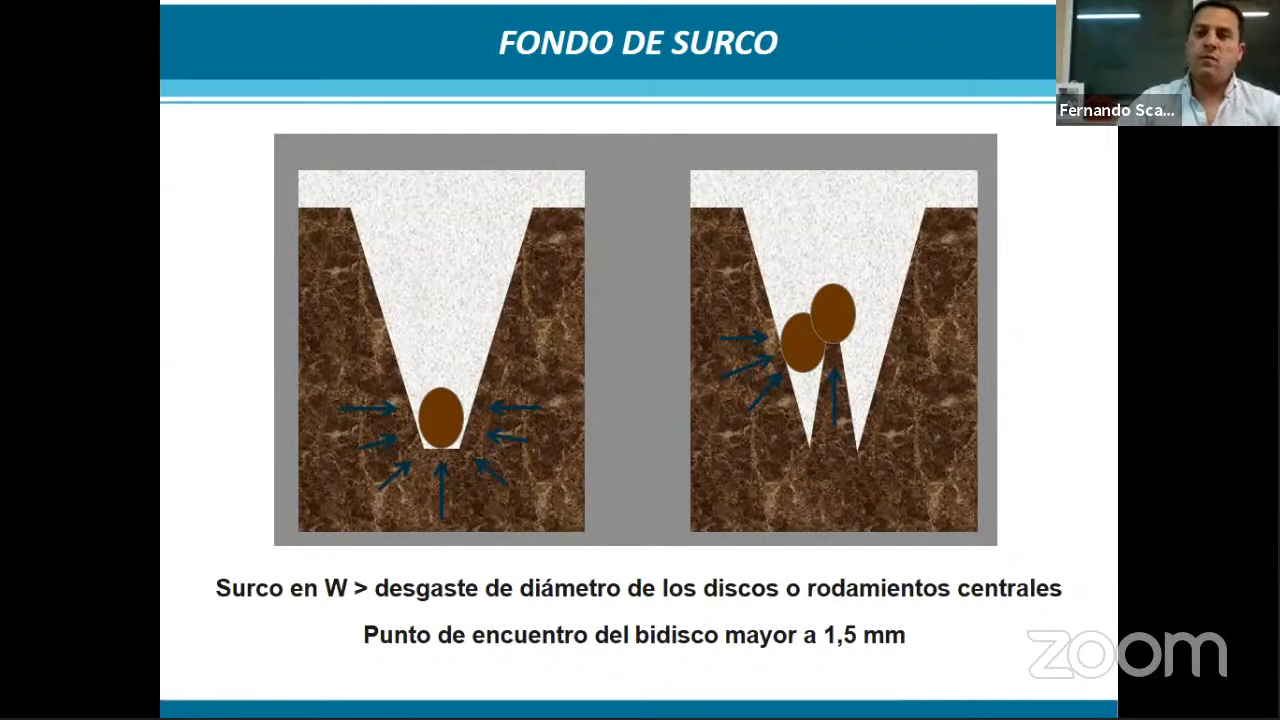 FONDO DE SURCO
Fernando Sca...
Surco en W > desgaste de diámetro de los discos o rodamientos centrales
Punto de encuentro del bidisco mayor a 1,5 mm
zoom